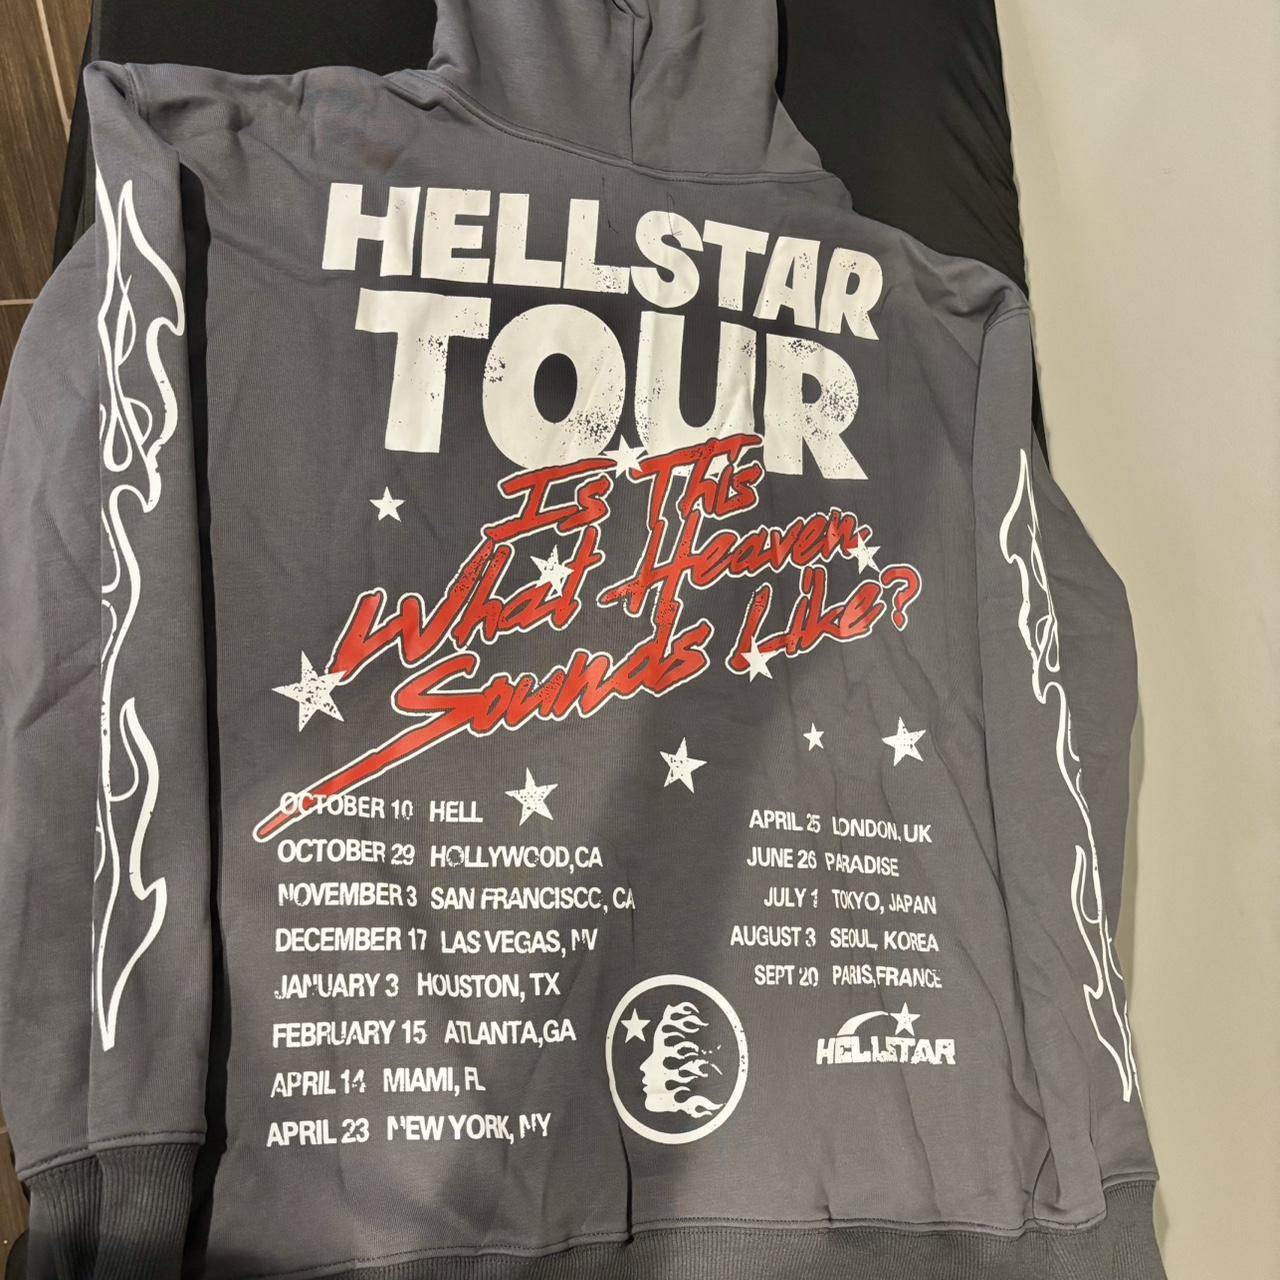 HELLSTAR
TOUR
Is This
What Heaven
Sounds Like?
OCTOBER 10 HELL
OCTOBER 29 HOLLYWOOD,CA
NOVEMBER 3 SAN FRANCISCO, CA
DECEMBER 17 LAS VEGAS, NV
JANUARY 3 HOUSTON, TX
FEBRUARY 15 ATLANTA,GA
APRIL 14 MIAMI, FL
APRIL 23 NEW YORK, NY
APRIL 25 LONDON, UK
JUNE 26 PARADISE
JULY 1 TOKYO, JAPAN
AUGUST 3 SEOUL, KOREA
SEPT 20 PARIS,FRANCE
HELLSTAR